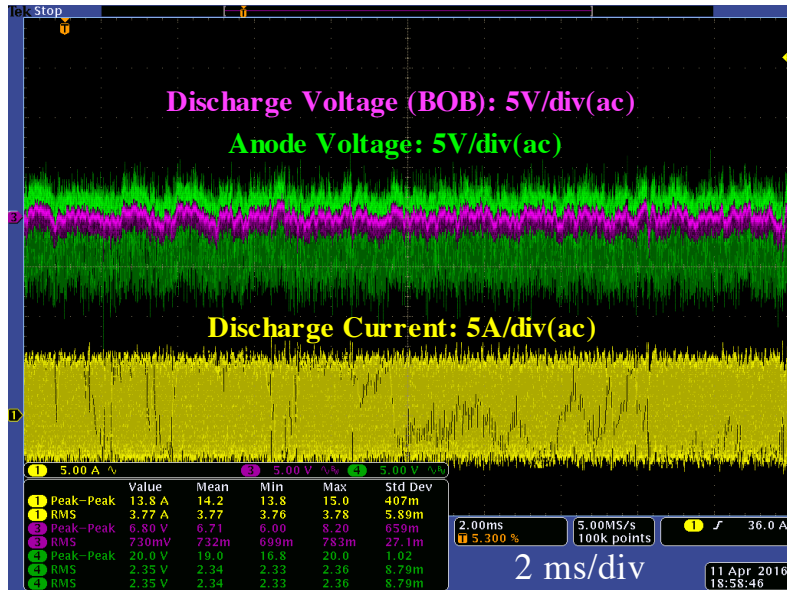 Tek Stop
T
T
Discharge Voltage (BOB): 5V/div(ac)
Anode Voltage: 5V/div(ac)
3
Discharge Current: 5A/div(ac)
1
1 5.00 A 3 5.00 V 4 5.00 V
Value Mean Min Max Std Dev
1 Peak-Peak 13.8 A 14.2 13.8 15.0 407m
1 RMS 3.77 A 3.77 3.76 3.78 5.89m
3 Peak-Peak 6.80 V 6.71 6.00 8.20 659m
3 RMS 730mV 732m 699m 783m 27.1m
4 Peak-Peak 20.0 V 19.0 16.8 20.0 1.02
4 RMS 2.35 V 2.34 2.33 2.36 8.79m
4 RMS 2.35 V 2.34 2.33 2.36 8.79m
2.00ms
T 5.300 %
5.00MS/s
100k points
1 36.0 A
2 ms/div
11 Apr 2016
18:58:46